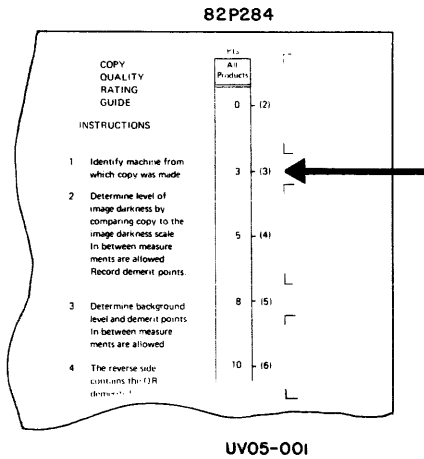 82P284
COPY
QUALITY
RATING
GUIDE
INSTRUCTIONS
1 Identify machine from
which copy was made
2 Determine level of
image darkness by
comparing copy to the
image darkness scale
In between measure
ments are allowed
Record demerit points.
3 Determine background
level and demerit points
In between measure
ments are allowed
4 The reverse side
contains the
Pts
All
Products
0 (2)
3 (3)
5 (4)
8 (5)
10 (6)
UV05-001